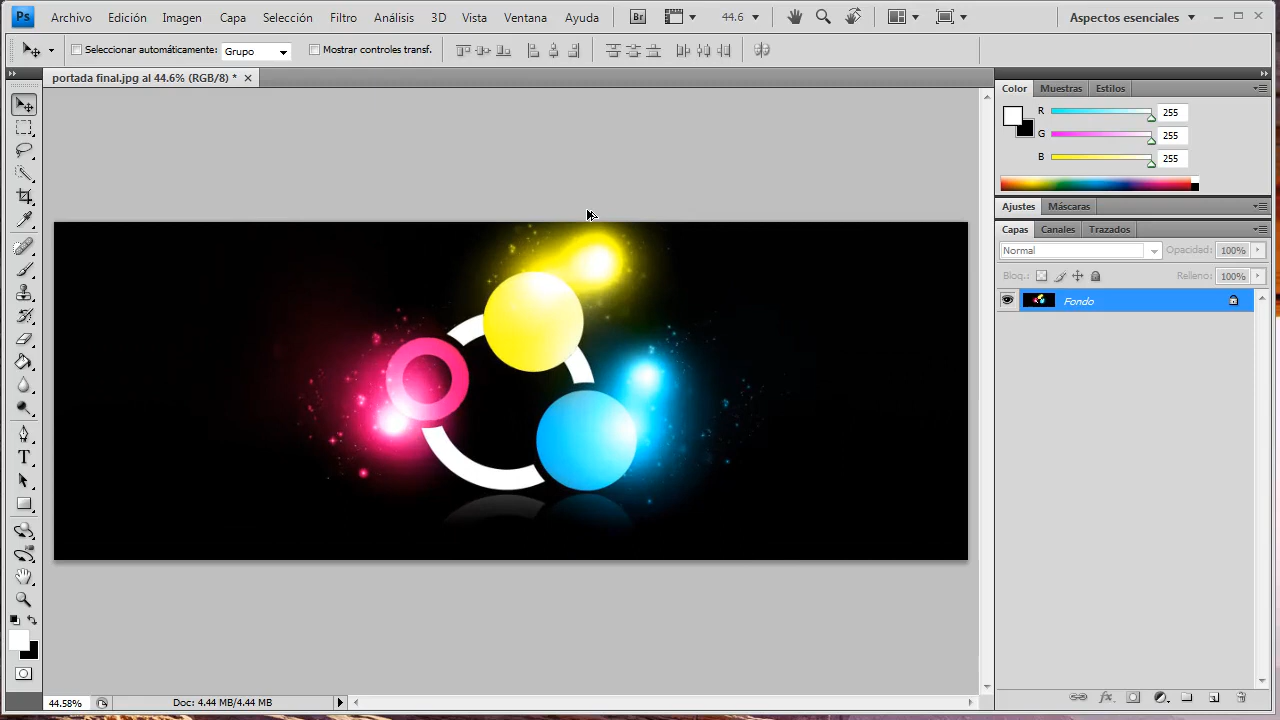 Ps Archivo Edición Imagen Capa Selección Filtro Análisis 3D Vista Ventana Ayuda Br 44.6 Aspectos esenciales
Seleccionar automáticamente: Grupo Mostrar controles transf.
portada final.jpg al 44.6% (RGB/8) *
Color Muestras Estilos
R 255
G 255
B 255
Ajustes Máscaras
Capas Canales Trazados
Normal Opacidad: 100%
Bloq.: Relleno: 100%
Fondo
T
44.58% Doc: 4.44 MB/4.44 MB
fx